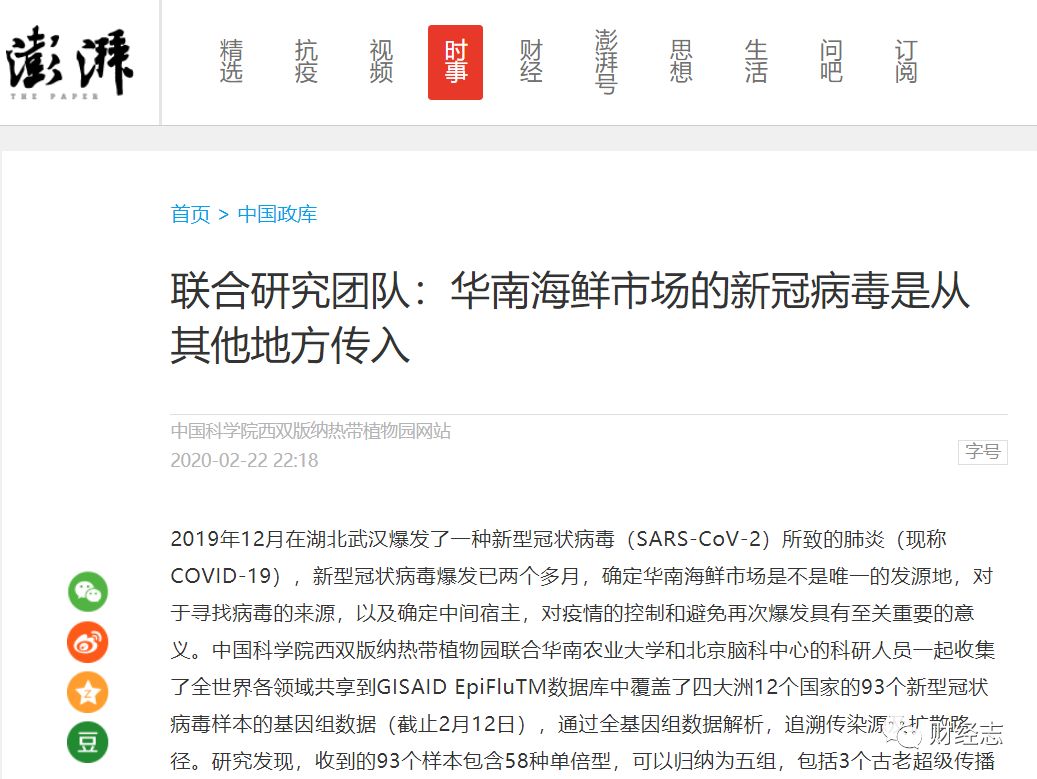 澎湃
THE PAPER
精选 抗疫 视频 时事 财经 澎湃号 思想 生活 问吧 订阅
首页 > 中国政库
联合研究团队：华南海鲜市场的新冠病毒是从
其他地方传入
中国科学院西双版纳热带植物园网站
2020-02-22 22:18
字号
2019年12月在湖北武汉爆发了一种新型冠状病毒（SARS-CoV-2）所致的肺炎（现称
COVID-19），新型冠状病毒爆发已两个多月，确定华南海鲜市场是不是唯一的发源地，对
于寻找病毒的来源，以及确定中间宿主，对疫情的控制和避免再次爆发具有至关重要的意
义。中国科学院西双版纳热带植物园联合华南农业大学和北京脑科中心的科研人员一起收集
了全世界各领域共享到GISAID EpiFluTM数据库中覆盖了四大洲12个国家的93个新型冠状
病毒样本的基因组数据（截止2月12日），通过全基因组数据解析，追溯传染源和扩散路
径。研究发现，收到的93个样本包含58种单倍型，可以归纳为五组，包括3个古老超级传播
豆
财经志